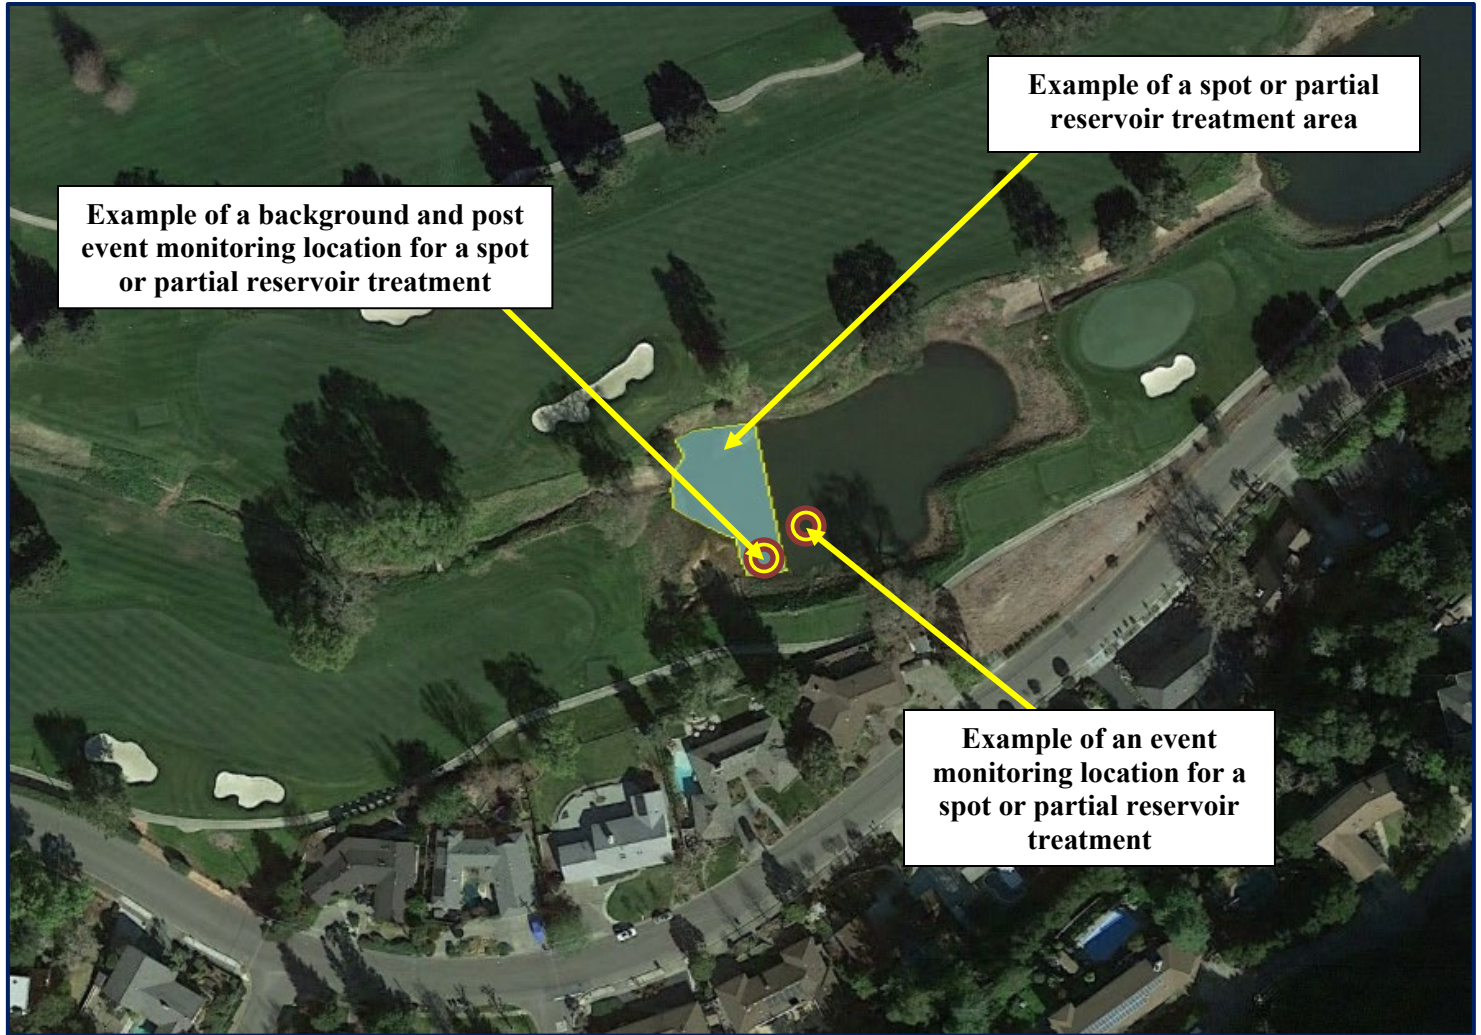 Example of a spot or partial
reservoir treatment area
Example of a background and post
event monitoring location for a spot
or partial reservoir treatment
Example of an event
monitoring location for a
spot or partial reservoir
treatment